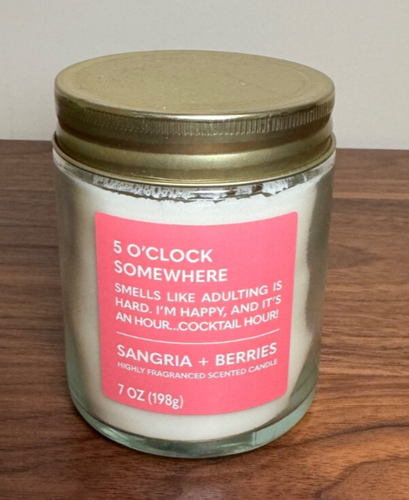 5 O'CLOCK
SOMEWHERE
SMELLS LIKE ADULTING IS
HARD. I'M HAPPY, AND IT'S
AN HOUR...COCKTAIL HOUR!
SANGRIA + BERRIES
HIGHLY FRAGRANCED SCENTED CANDLE
7 OZ (198g)